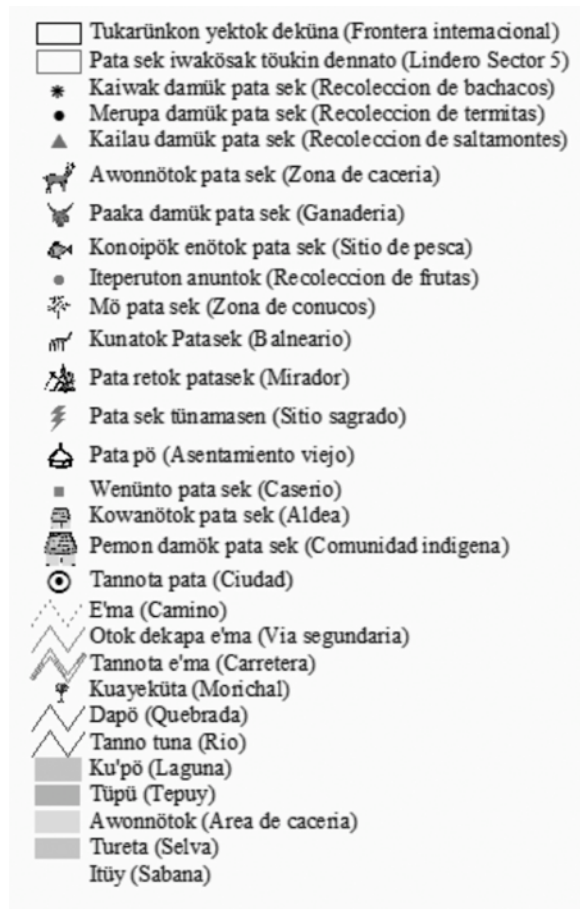 Tukarünkon yektok deküna (Frontera internacional)
Pata sek iwakösak töukin dennato (Lindero Sector 5)
Kaiwak damük pata sek (Recoleccion de bachacos)
Merupa damük pata sek (Recoleccion de termitas)
Kailau damük pata sek (Recoleccion de saltamontes)
Awonnötok pata sek (Zona de caceria)
Paaka damük pata sek (Ganaderia)
Konoipök enötok pata sek (Sitio de pesca)
Iteperuton anuntok (Recoleccion de frutas)
Mö pata sek (Zona de conucos)
Kunatok Patasek (Balneario)
Pata retok patasek (Mirador)
Pata sek tünamasen (Sitio sagrado)
Pata pö (Asentamiento viejo)
Wenünto pata sek (Caserio)
Kowanötok pata sek (Aldea)
Pemon damök pata sek (Comunidad indigena)
Tannota pata (Ciudad)
E'ma (Camino)
Otok dekapa e'ma (Via segundaria)
Tannota e'ma (Carretera)
Kuayeküta (Morichal)
Dapö (Quebrada)
Tanno tuna (Rio)
Ku'pö (Laguna)
Tüpü (Tepuy)
Awonnötok (Area de caceria)
Tureta (Selva)
Itüy (Sabana)